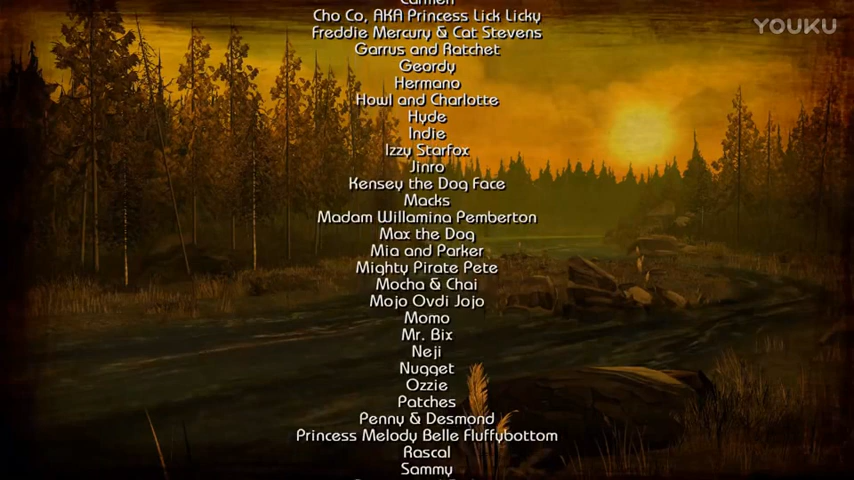 Carmen
Cho Co, AKA Princess Lick Licky
YOUKU
Freddie Mercury & Cat Stevens
Garrus and Ratchet
Geordy
Hermano
Howl and Charlotte
Hyde
Indie
Izzy Starfox
Jinro
Kensey the Dog Face
Macks
Madam Willamina Pemberton
Max the Dog
Mia and Parker
Mighty Pirate Pete
Mocha & Chai
Mojo Ovdi Jojo
Momo
Mr. Bix
Neji
Nugget
Ozzie
Patches
Penny & Desmond
Princess Melody Belle Fluffybottom
Rascal
Sammy